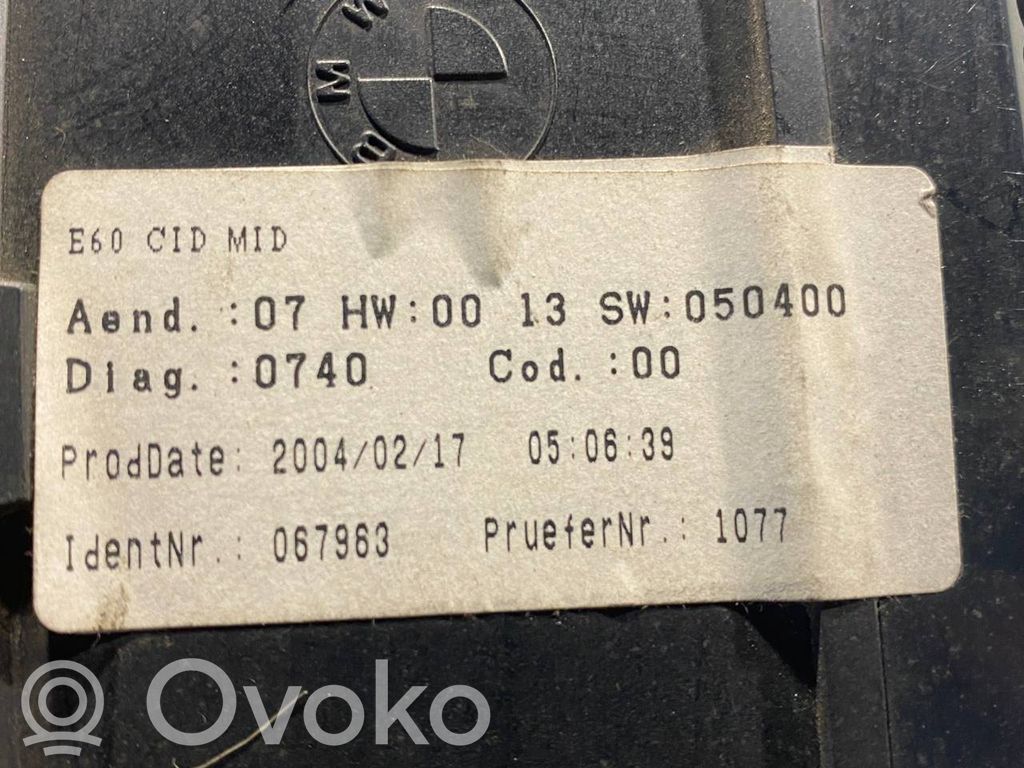 BMW
E60 CID MID
Aend. :07 HW:00 13 SW:050400
Diag. :0740 Cod. :00
ProdDate: 2004/02/17 05:06:39
IdentNr.: 067963 PrueferNr.: 1077
Ovoko